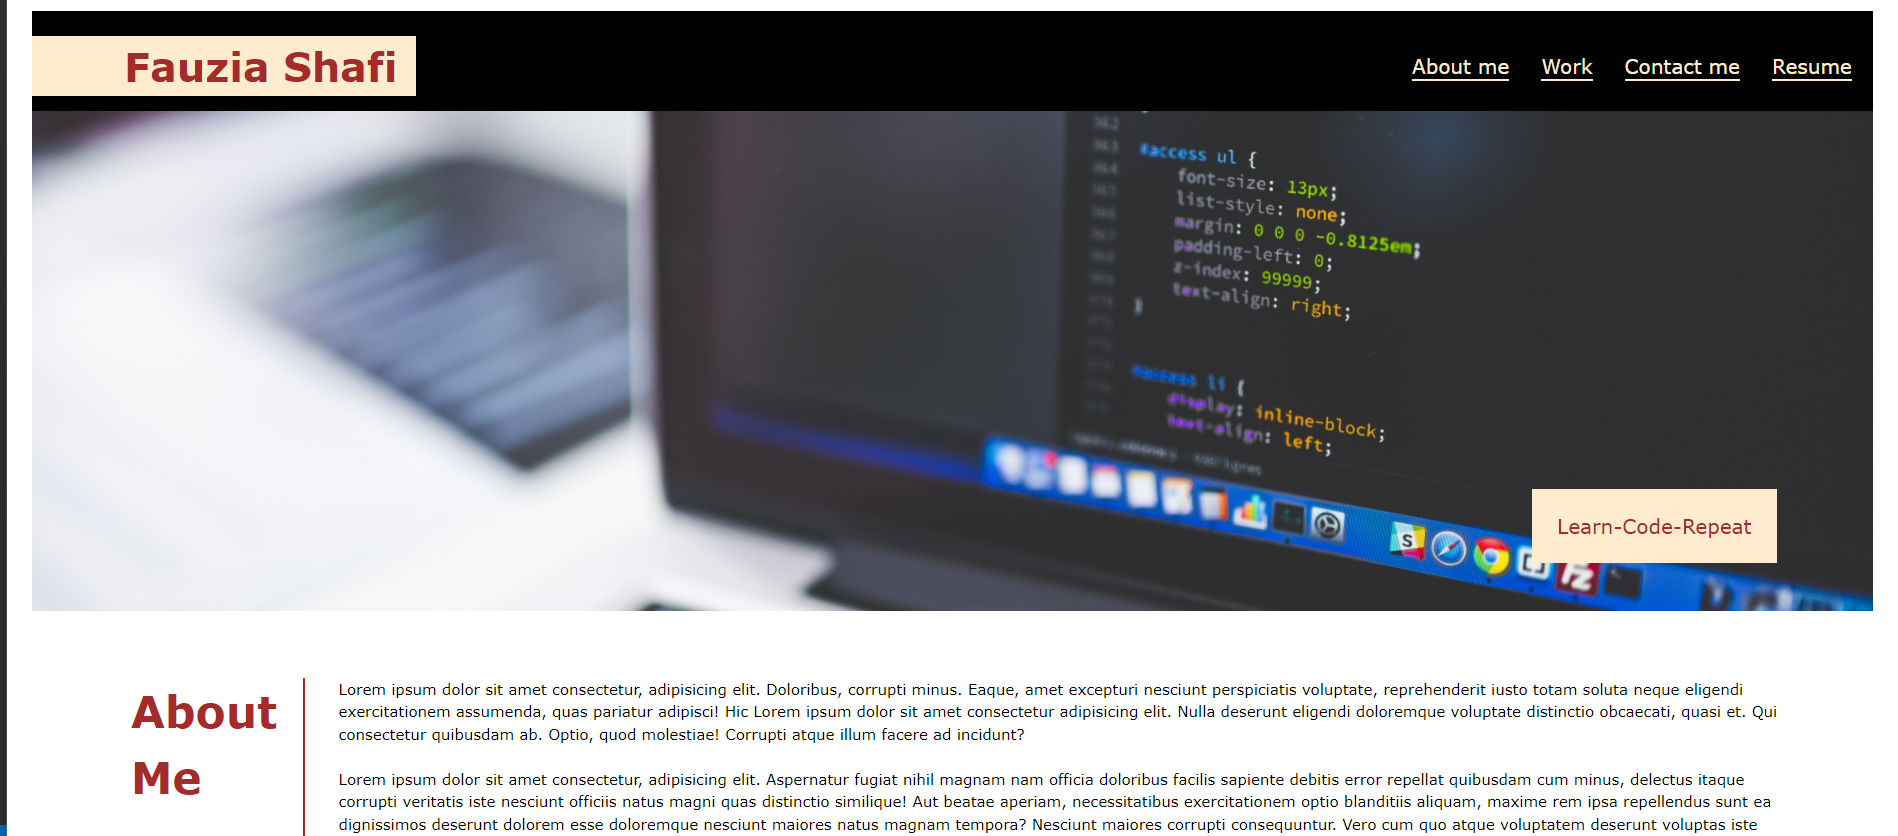 Fauzia Shafi
About me Work Contact me Resume
#access ul {
font-size: 13px;
list-style: none;
margin: 0 0 0 -0.8125em;
padding-left: 0;
z-index: 99999;
text-align: right;
}
#access li {
display: inline-block;
text-align: left;
Learn-Code-Repeat
About
Me
Lorem ipsum dolor sit amet consectetur, adipisicing elit. Doloribus, corrupti minus. Eaque, amet excepturi nesciunt perspiciatis voluptate, reprehenderit iusto totam soluta neque eligendi
exercitationem assumenda, quas pariatur adipisci! Hic Lorem ipsum dolor sit amet consectetur adipisicing elit. Nulla deserunt eligendi doloremque voluptate distinctio obcaecati, quasi et. Qui
consectetur quibusdam ab. Optio, quod molestiae! Corrupti atque illum facere ad incidunt?
Lorem ipsum dolor sit amet consectetur, adipisicing elit. Aspernatur fugiat nihil magnam nam officia doloribus facilis sapiente debitis error repellat quibusdam cum minus, delectus itaque
corrupti veritatis iste nesciunt officiis natus magni quas distinctio similique! Aut beatae aperiam, necessitatibus exercitationem optio blanditiis aliquam, maxime rem ipsa repellendus sunt ea
dignissimos deserunt dolorem esse doloremque nesciunt maiores natus magnam tempora? Nesciunt maiores corrupti consequuntur. Vero cum quo atque voluptatem deserunt voluptas iste